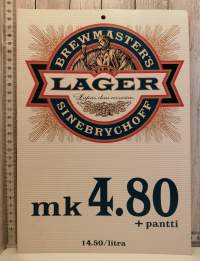 BREWMASTERS
LAGER
SINEBRYCHOFF
mk 4.80
+ pantti
14.50/litra